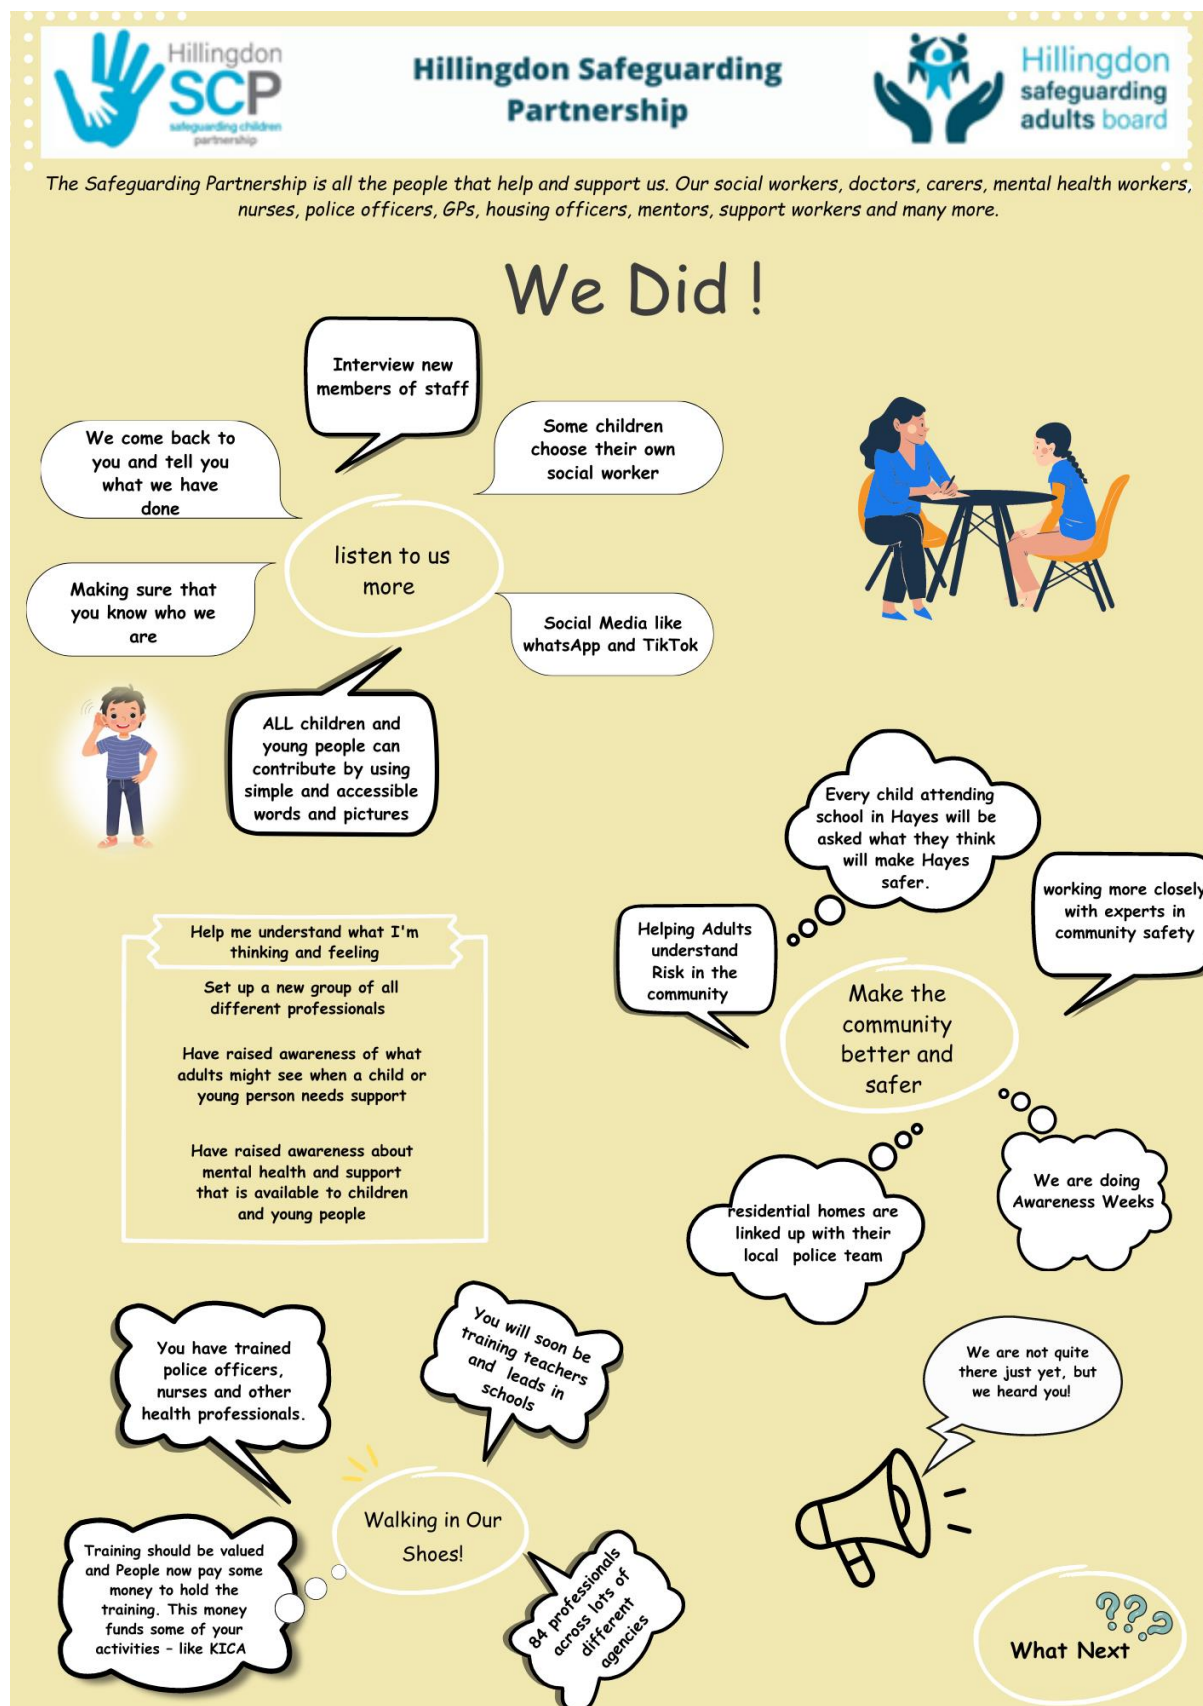 Hillingdon
SCP
safeguarding children
partnership
Hillingdon Safeguarding
Partnership
Hillingdon
safeguarding
adults board
The Safeguarding Partnership is all the people that help and support us. Our social workers, doctors, carers, mental health workers,
nurses, police officers, GPs, housing officers, mentors, support workers and many more.
We Did !
Interview new
members of staff
We come back to
you and tell you
what we have
done
Some children
choose their own
social worker
listen to us
more
Making sure that
you know who we
are
Social Media like
whatsApp and TikTok
ALL children and
young people can
contribute by using
simple and accessible
words and pictures
Every child attending
school in Hayes will be
asked what they think
will make Hayes
safer.
working more closely
with experts in
community safety
Helping Adults
understand
Risk in the
community
Make the
community
better and
safer
Help me understand what I'm
thinking and feeling
Set up a new group of all
different professionals
Have raised awareness of what
adults might see when a child or
young person needs support
Have raised awareness about
mental health and support
that is available to children
and young people
We are doing
Awareness Weeks
residential homes are
linked up with their
local police team
You have trained
police officers,
nurses and other
health professionals.
You will soon be
training teachers
and leads in
schools
We are not quite
there just yet, but
we heard you!
Walking in Our
Shoes!
Training should be valued
and People now pay some
money to hold the
training. This money
funds some of your
activities - like KICA
84 professionals
across lots of
different
agencies
???
What Next